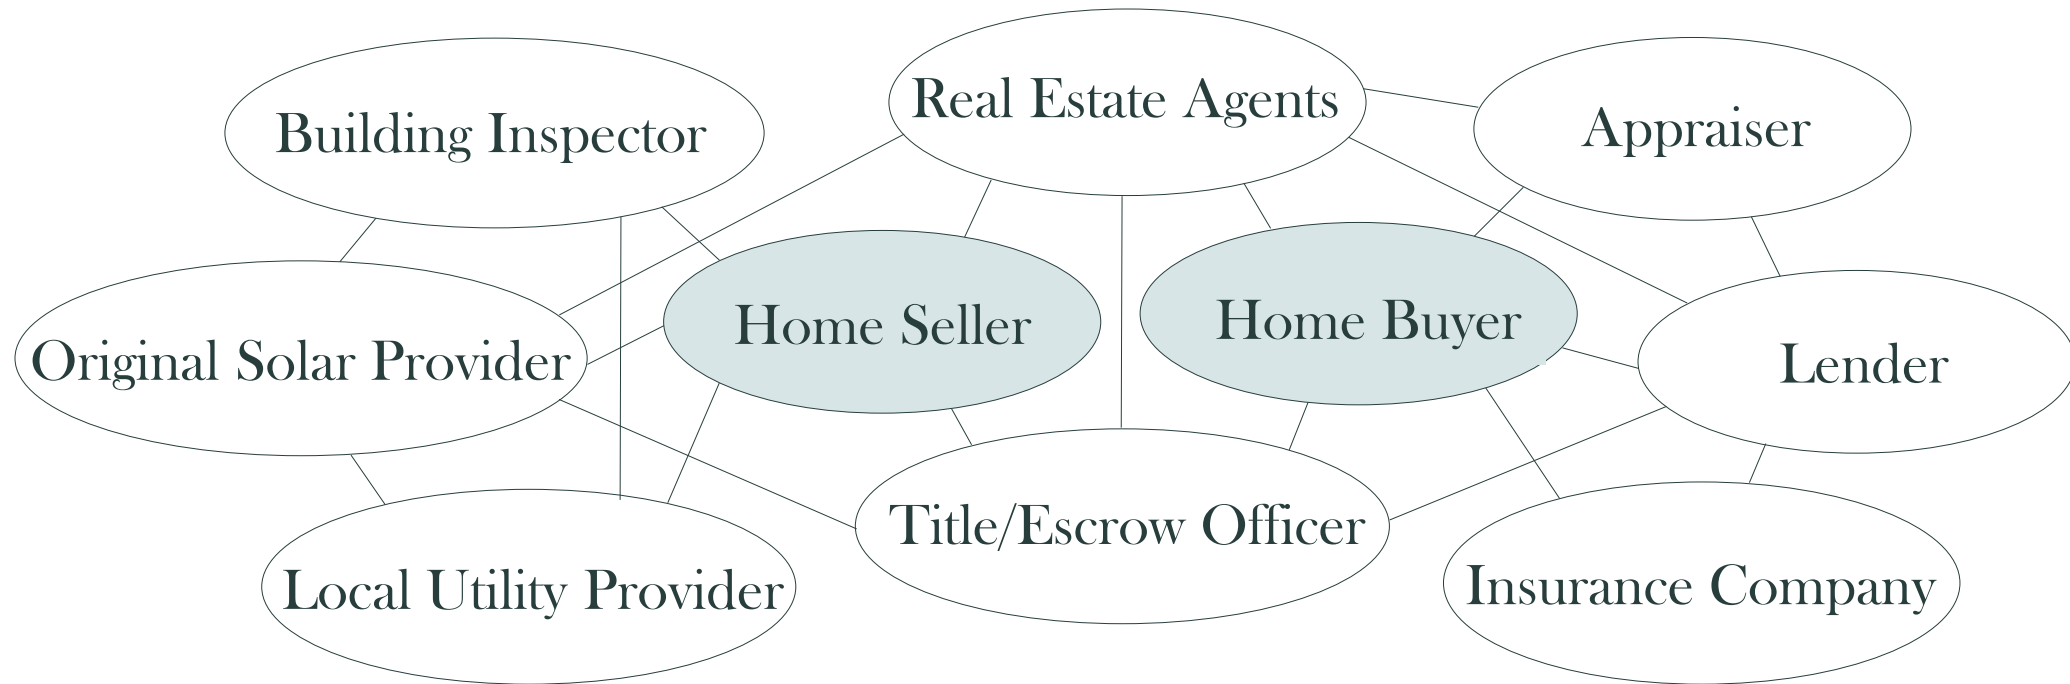 Real Estate Agents
Building Inspector
Appraiser
Home Seller
Home Buyer
Original Solar Provider
Lender
Title/Escrow Officer
Local Utility Provider
Insurance Company